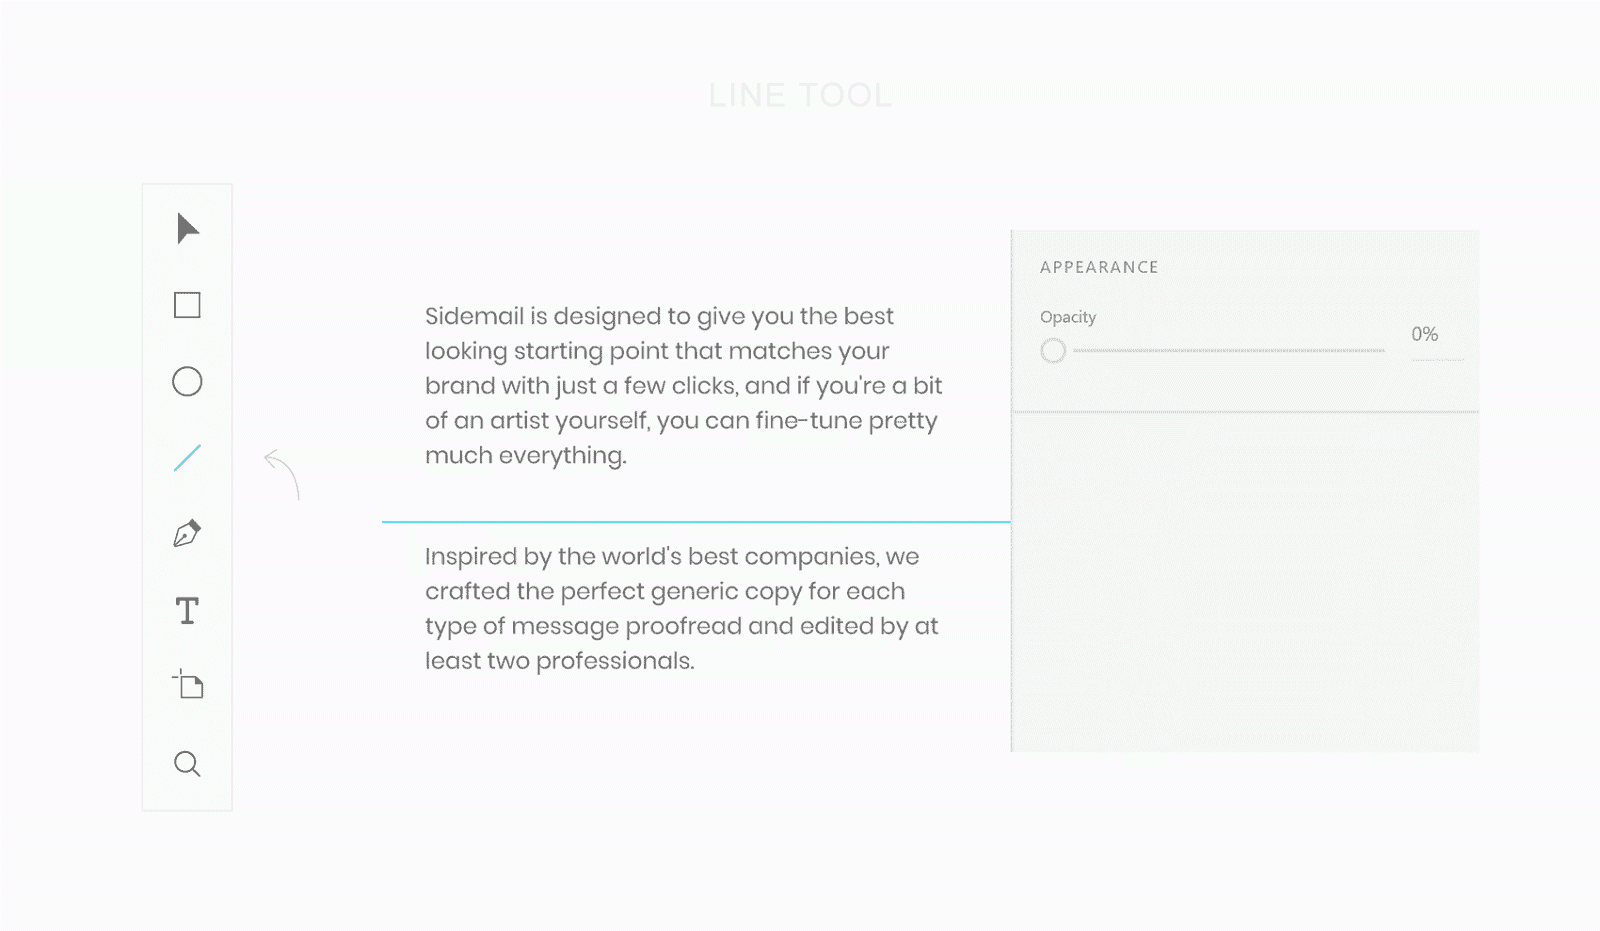 LINE TOOL
Sidemail is designed to give you the best
looking starting point that matches your
brand with just a few clicks, and if you're a bit
of an artist yourself, you can fine-tune pretty
much everything.
Inspired by the world's best companies, we
crafted the perfect generic copy for each
type of message proofread and edited by at
least two professionals.
APPEARANCE
Opacity
0%